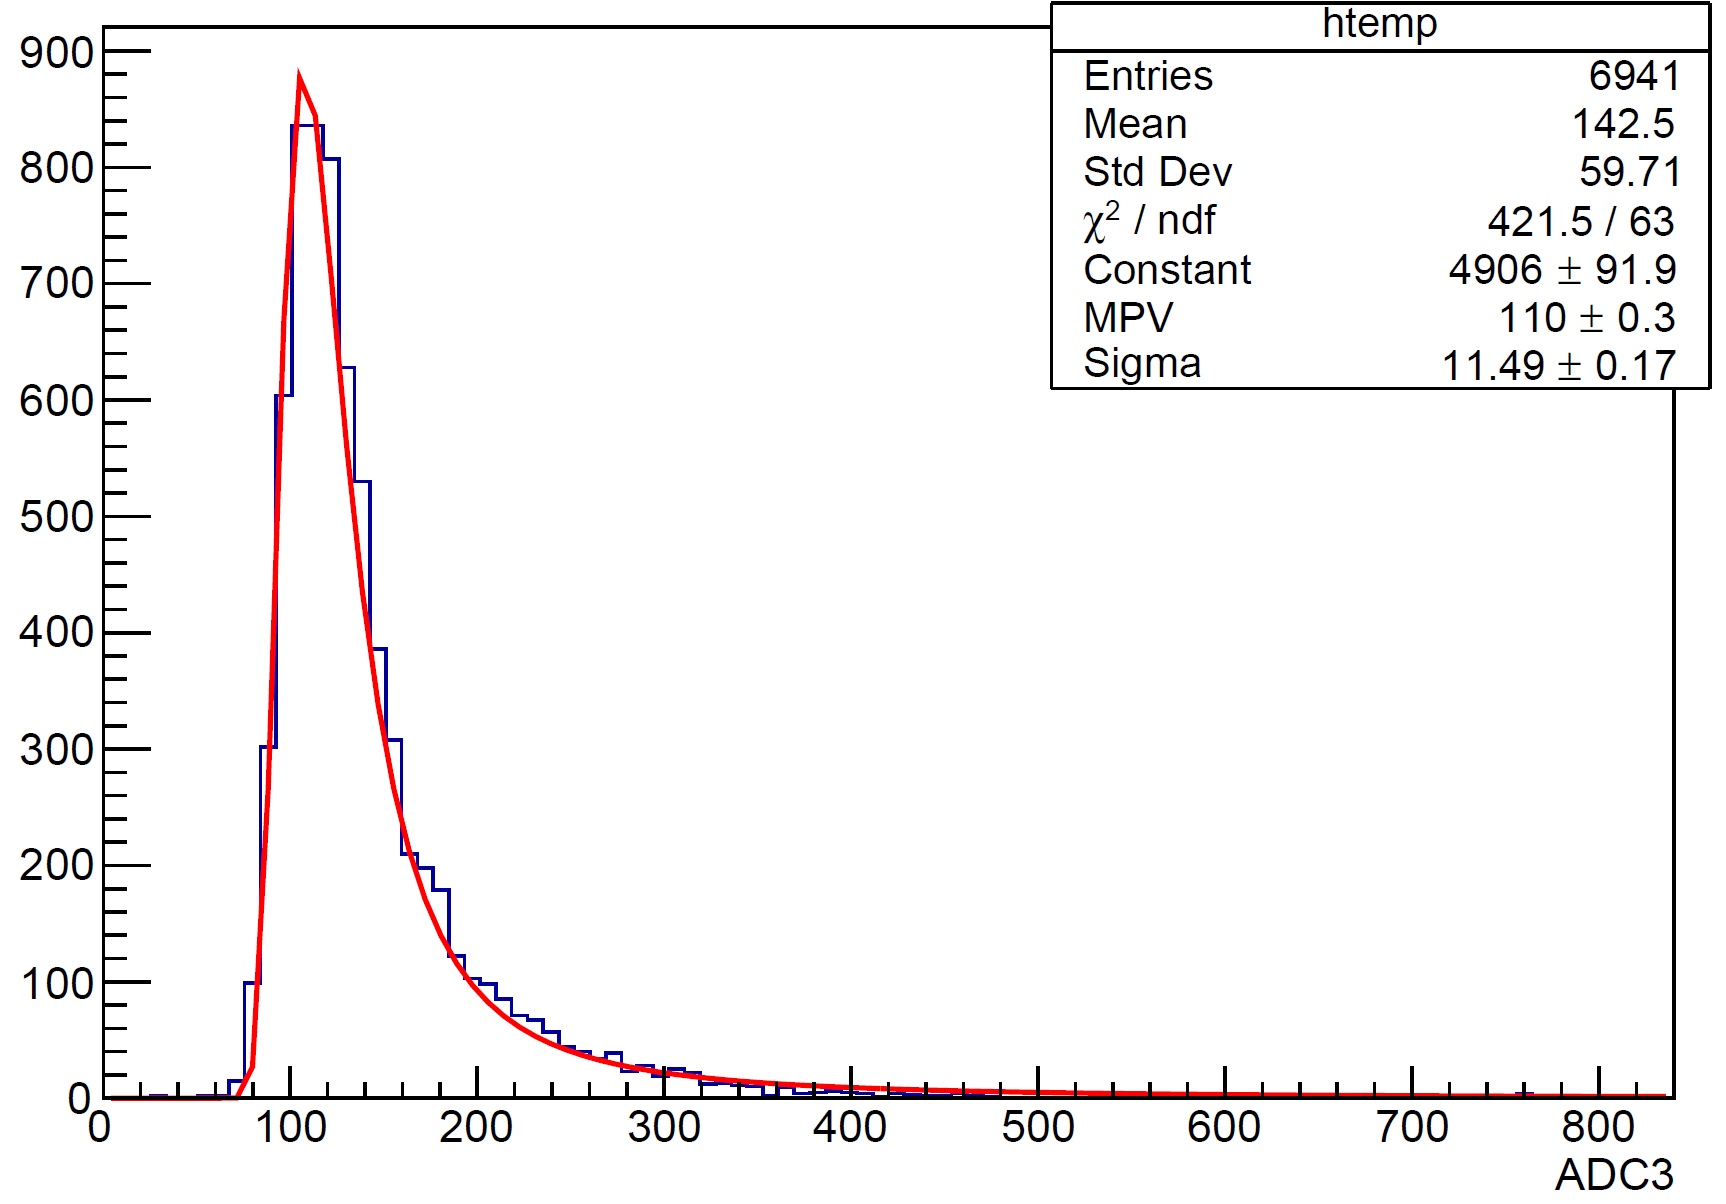 htemp
Entries 6941
Mean 142.5
Std Dev 59.71
χ² / ndf 421.5 / 63
Constant 4906 ± 91.9
MPV 110 ± 0.3
Sigma 11.49 ± 0.17
900
800
700
600
500
400
300
200
100
0
0 100 200 300 400 500 600 700 800
ADC3